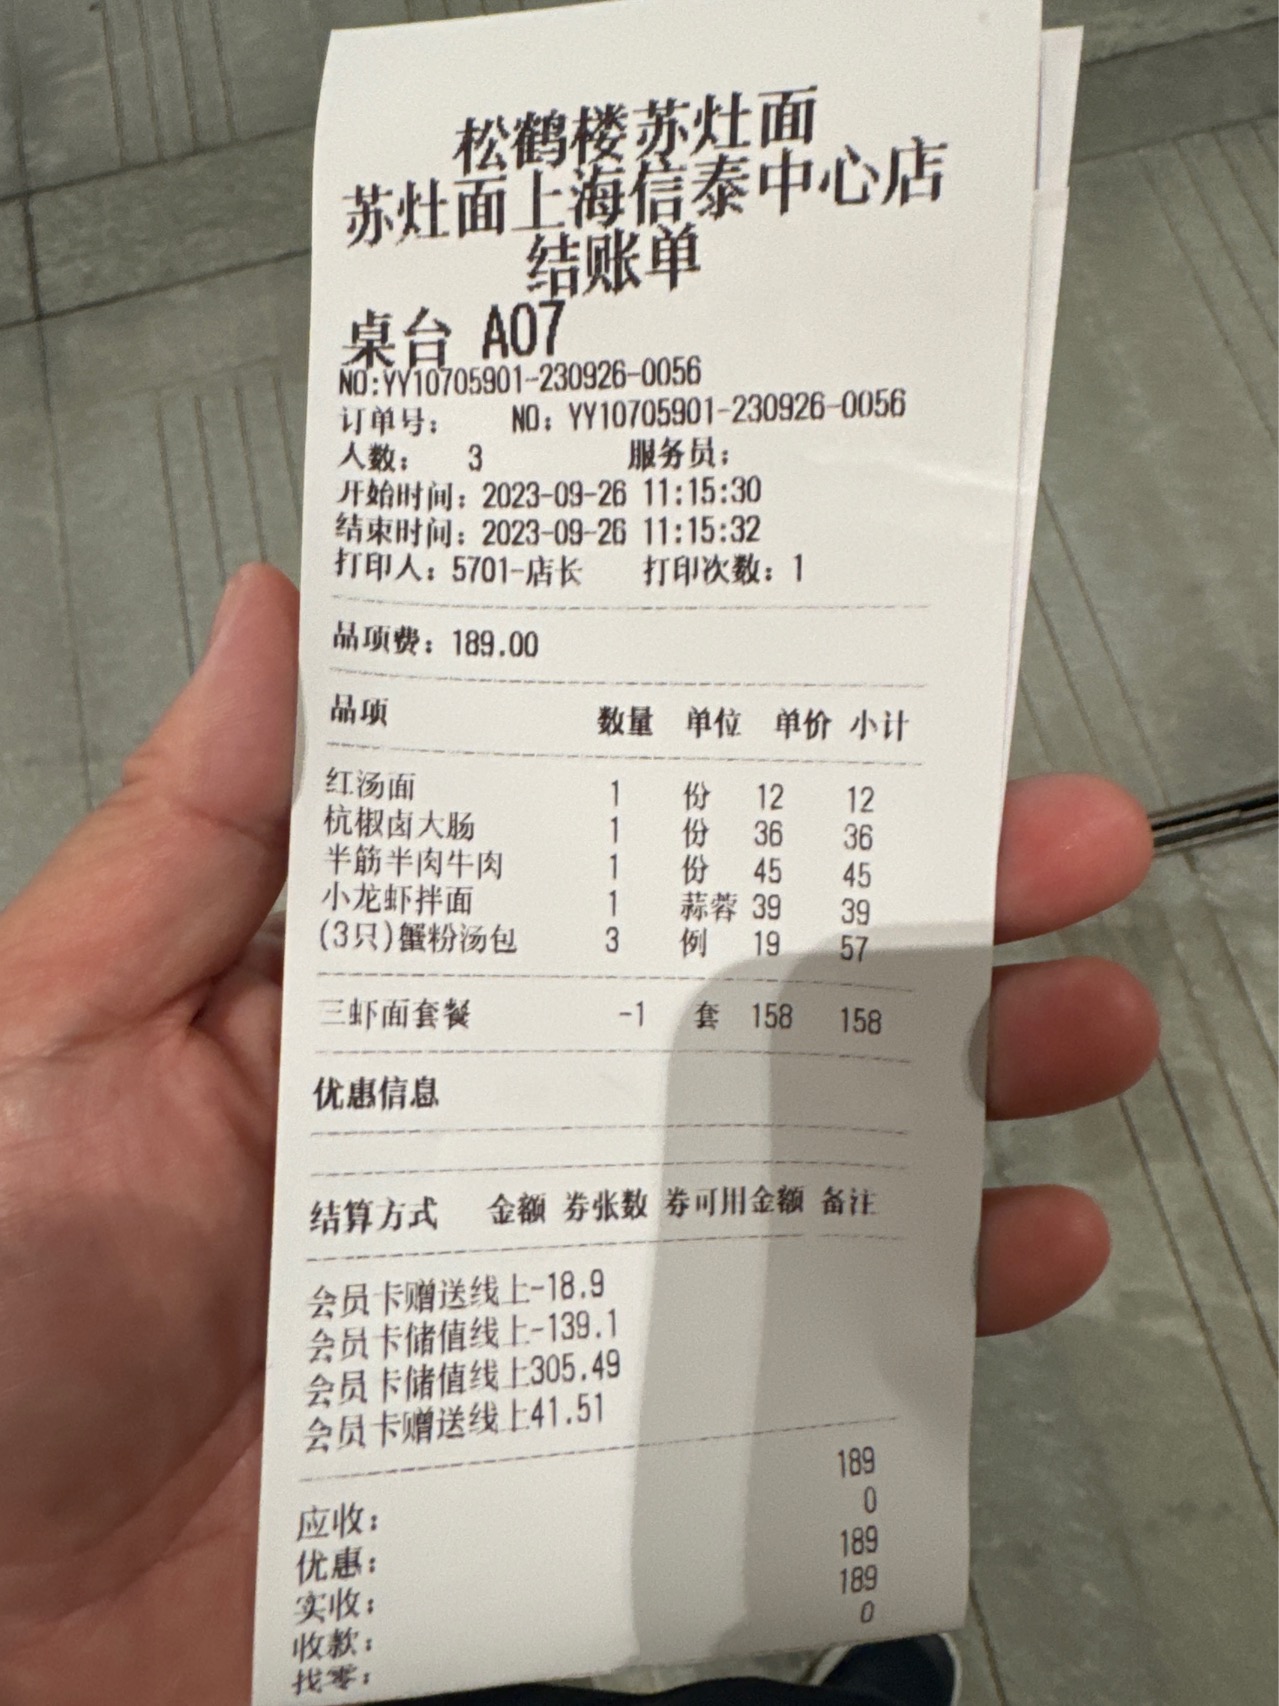 松鹤楼苏灶面
苏灶面上海信泰中心店
结账单
桌台 A07
NO:YY10705901-230926-0056
订单号: NO: YY10705901-230926-0056
人数: 3 服务员:
开始时间: 2023-09-26 11:15:30
结束时间: 2023-09-26 11:15:32
打印人: 5701-店长 打印次数: 1
品项费: 189.00
品项 数量 单位 单价 小计
红汤面 1 份 12 12
杭椒卤大肠 1 份 36 36
半筋半肉牛肉 1 份 45 45
小龙虾拌面 1 蒜蓉 39 39
(3只)蟹粉汤包 3 例 19 57
三虾面套餐 -1 套 158 158
优惠信息
结算方式 金额 券张数 券可用金额 备注
会员卡赠送线上-18.9
会员卡储值线上-139.1
会员卡储值线上305.49
会员卡赠送线上41.51
应收: 189
优惠: 0
实收: 189
收款: 189
找零: 0